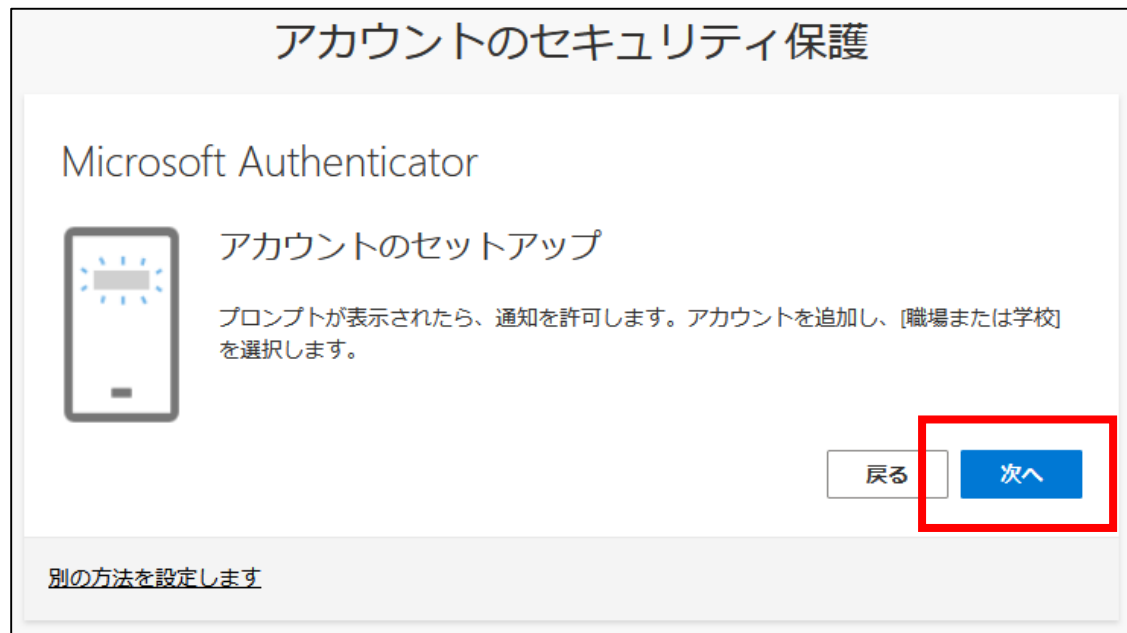 アカウントのセキュリティ保護
Microsoft Authenticator
アカウントのセットアップ
プロンプトが表示されたら、通知を許可します。アカウントを追加し、[職場または学校]
を選択します。
戻る
次へ
別の方法を設定します